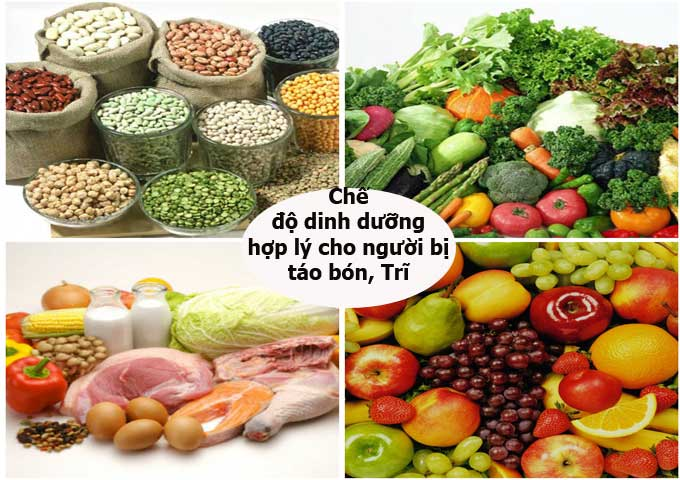 Chế
độ dinh dưỡng
hợp lý cho người bị
táo bón, Trĩ